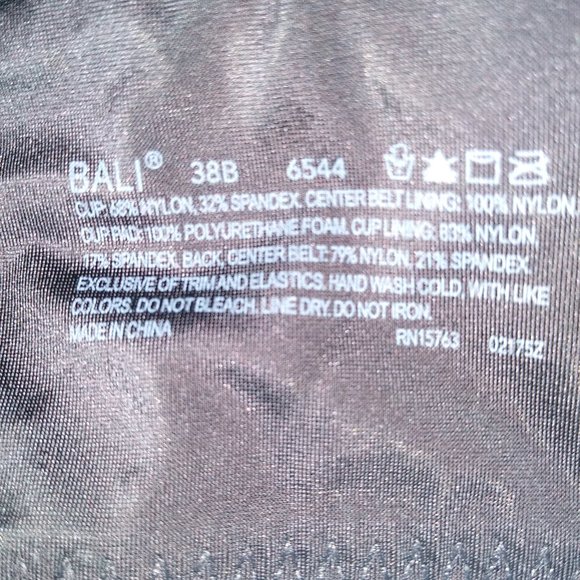 BALI® 38B 6544
CUP: 68% NYLON, 32% SPANDEX. CENTER BELT LINING: 100% NYLON
CUP PAD: 100% POLYURETHANE FOAM. CUP LINING: 83% NYLON,
17% SPANDEX. BACK, CENTER BELT: 79% NYLON, 21% SPANDEX.
EXCLUSIVE OF TRIM AND ELASTICS. HAND WASH COLD, WITH LIKE
COLORS. DO NOT BLEACH. LINE DRY. DO NOT IRON.
MADE IN CHINA RN15763 02175Z